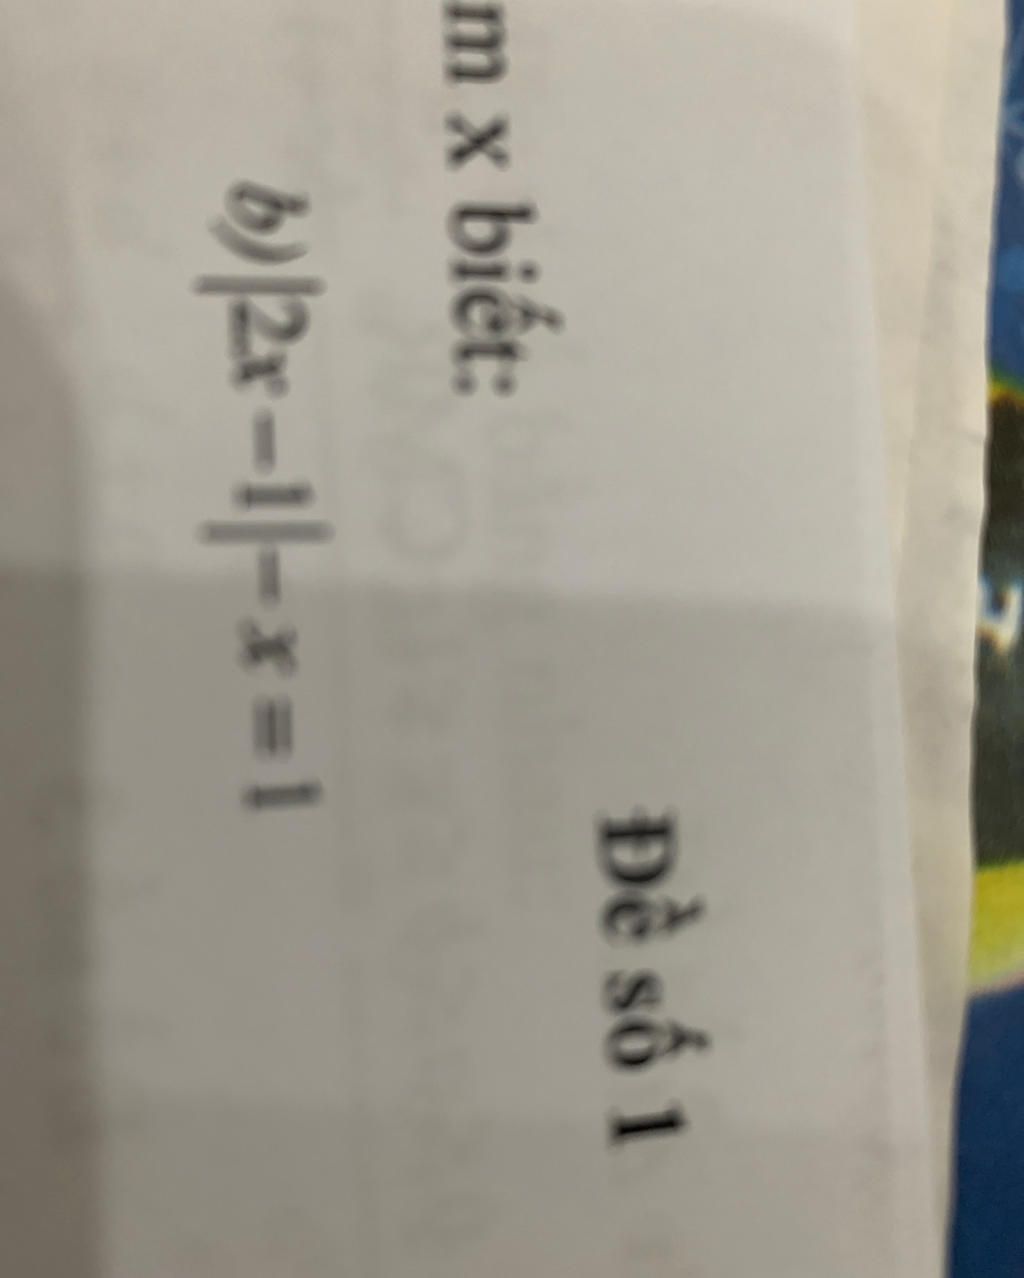 Đề số 1
m x biết:
b) |2x – 1| – x = 1